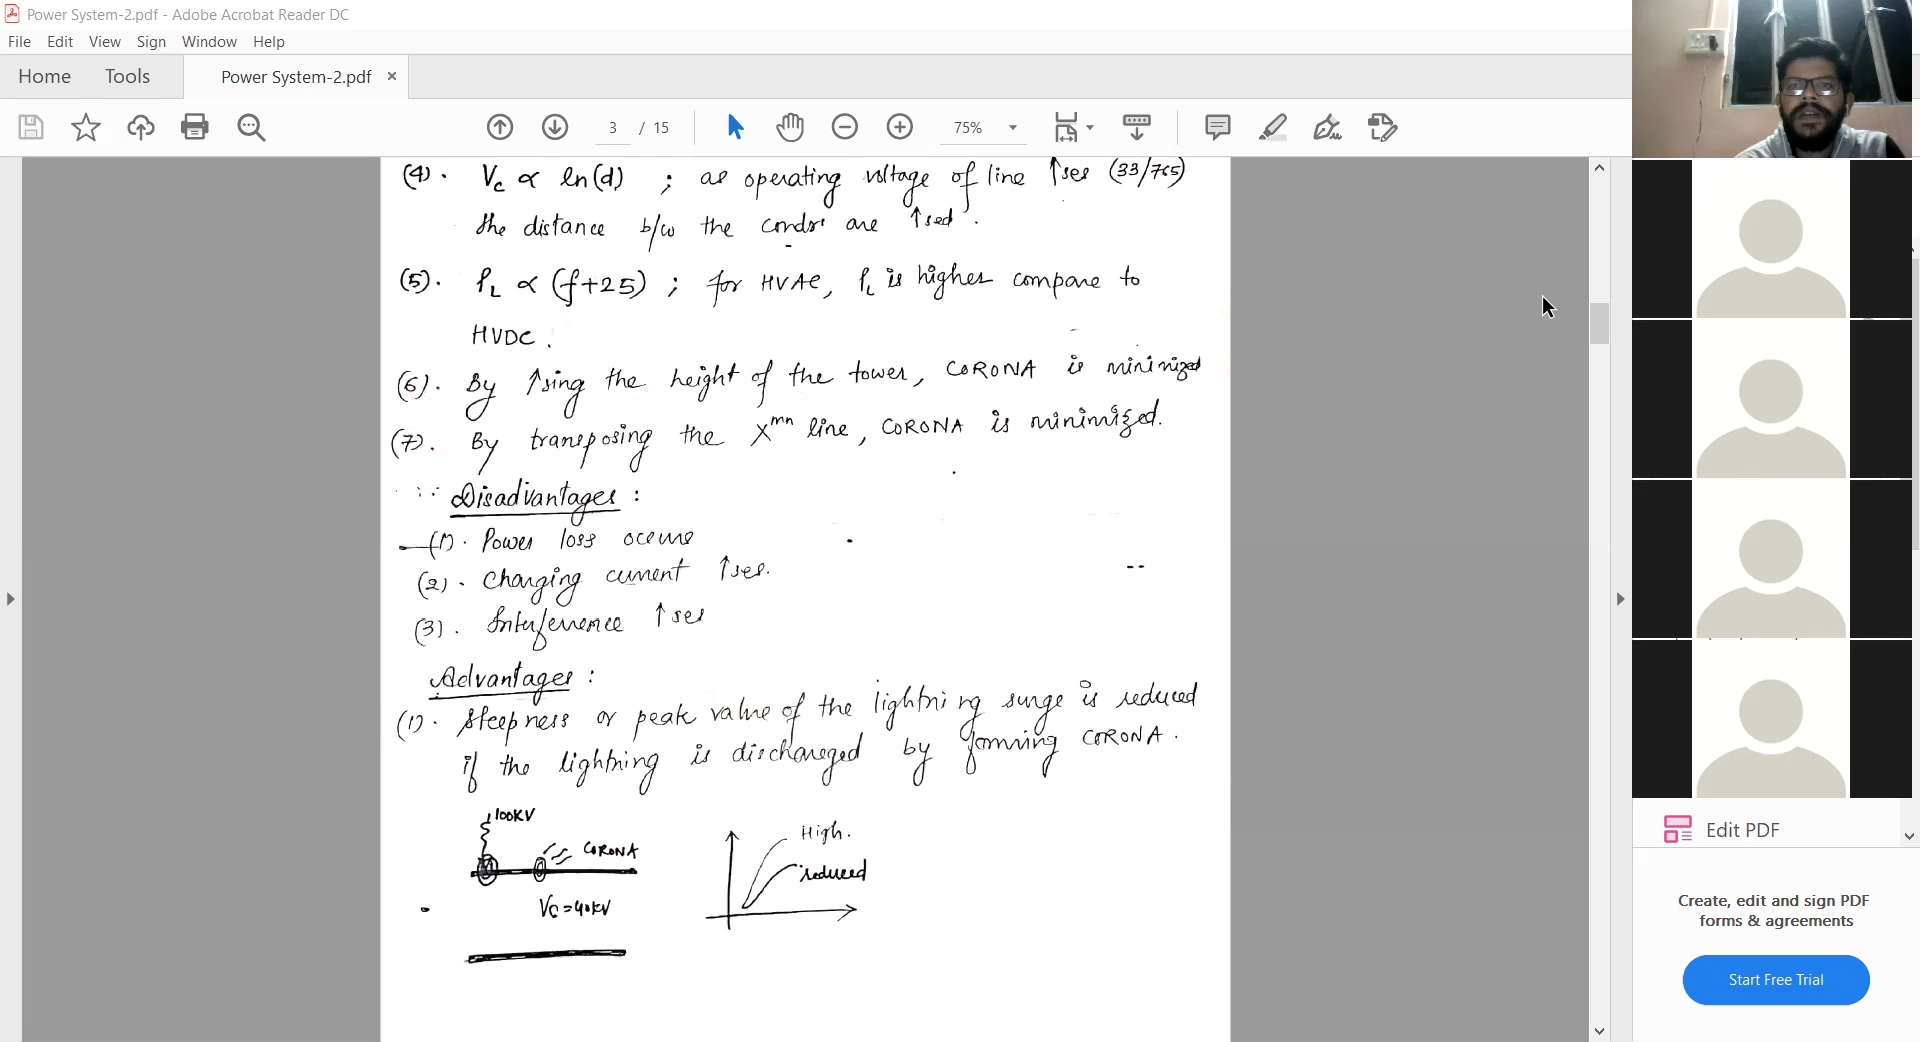 Power System-2.pdf - Adobe Acrobat Reader DC
File Edit View Sign Window Help
Home Tools Power System-2.pdf ×
3 / 15 75%
(4). Vc ∝ ln(d) ; as operating voltage of line ↑ses (33/765)
the distance b/w the condrs are ↑sed .
(5). PL ∝ (f+25) ; for HVAC, PL is higher compare to
HVDC .
(6). By ↑sing the height of the tower, CORONA is minimized
(7). By transposing the Xmn line, CORONA is minimized.
Disadvantages :
(1). Power loss occurs
(2). Charging current ↑ses.
(3). Interference ↑ses
Advantages :
(1). Steepness or peak value of the lightning surge is reduced
if the lightning is discharged by forming CORONA .
100KV
High.
CORONA
reduced
Vc = 40kV
Edit PDF
Create, edit and sign PDF
forms & agreements
Start Free Trial